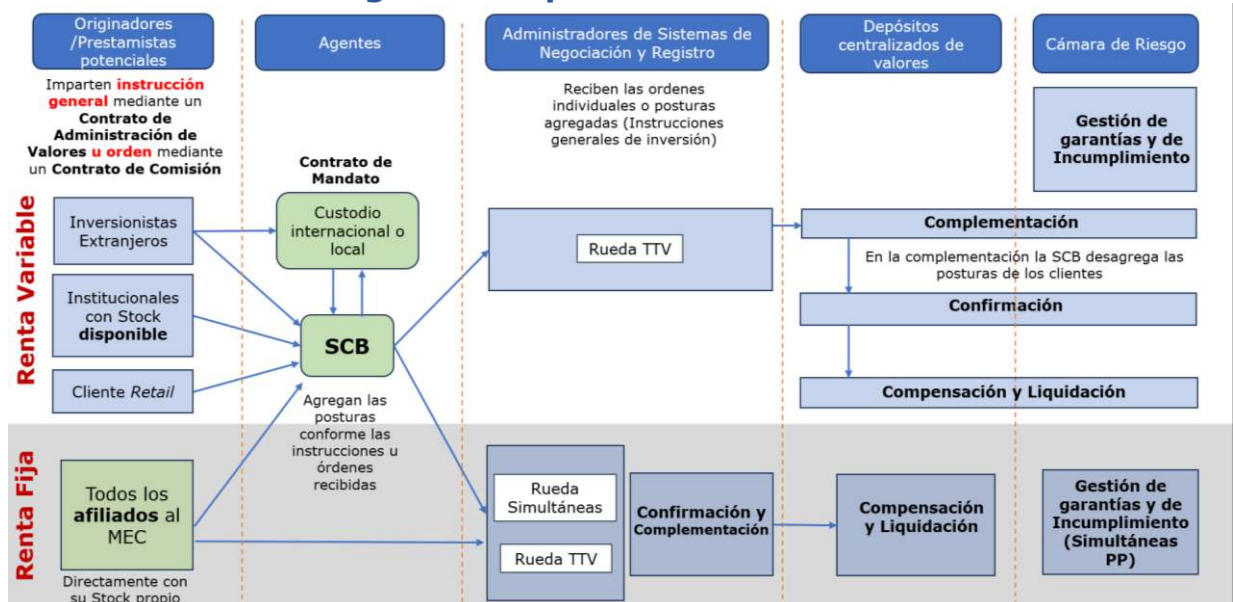 Originadores
/Prestamistas
potenciales
Agentes
Administradores de Sistemas de
Negociación y Registro
Depósitos
centralizados de
valores
Cámara de Riesgo
Imparten instrucción
general mediante un
Contrato de
Administración de
Valores u orden mediante
un Contrato de Comisión
Reciben las ordenes
individuales o posturas
agregadas (Instrucciones
generales de inversión)
Gestión de
garantías y de
Incumplimiento
Renta Variable
Contrato de
Mandato
Inversionistas
Extranjeros
Custodio
internacional o
local
Rueda TTV
Complementación
En la complementación la SCB desagrega las
posturas de los clientes
Institucionales
con Stock
disponible
SCB
Confirmación
Cliente Retail
Compensación y Liquidación
Agregan las
posturas
conforme las
instrucciones u
órdenes
recibidas
Renta Fija
Todos los
afiliados al
MEC
Directamente con
su Stock propio
Rueda
Simultáneas
Rueda TTV
Confirmación y
Complementación
Compensación
y Liquidación
Gestión de
garantías y de
Incumplimiento
(Simultáneas
PP)